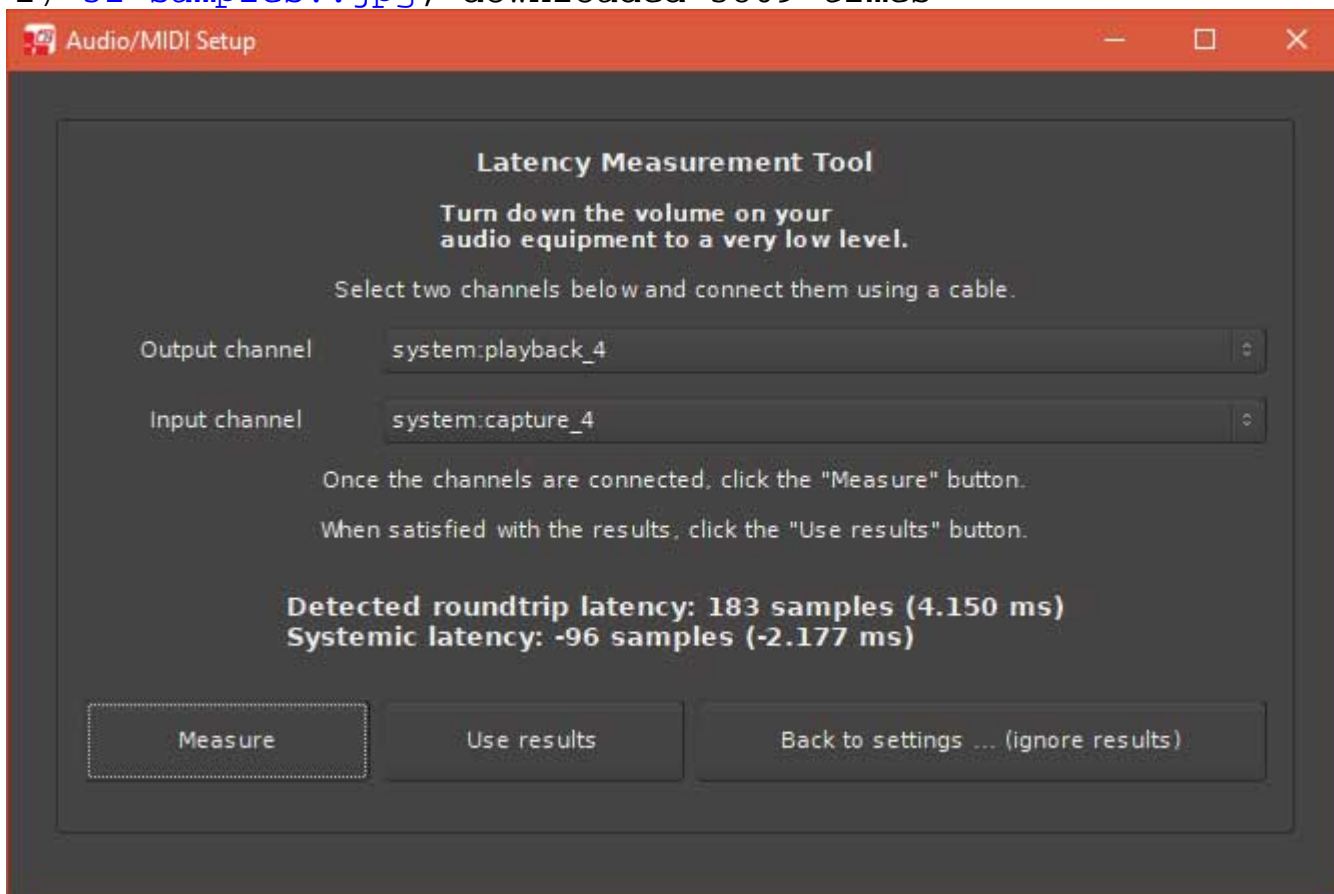 Audio/MIDI Setup
Latency Measurement Tool
Turn down the volume on your
audio equipment to a very low level.
Select two channels below and connect them using a cable.
Output channel system:playback_4
Input channel system:capture_4
Once the channels are connected, click the "Measure" button.
When satisfied with the results, click the "Use results" button.
Detected roundtrip latency: 183 samples (4.150 ms)
Systemic latency: -96 samples (-2.177 ms)
Measure Use results Back to settings ... (ignore results)